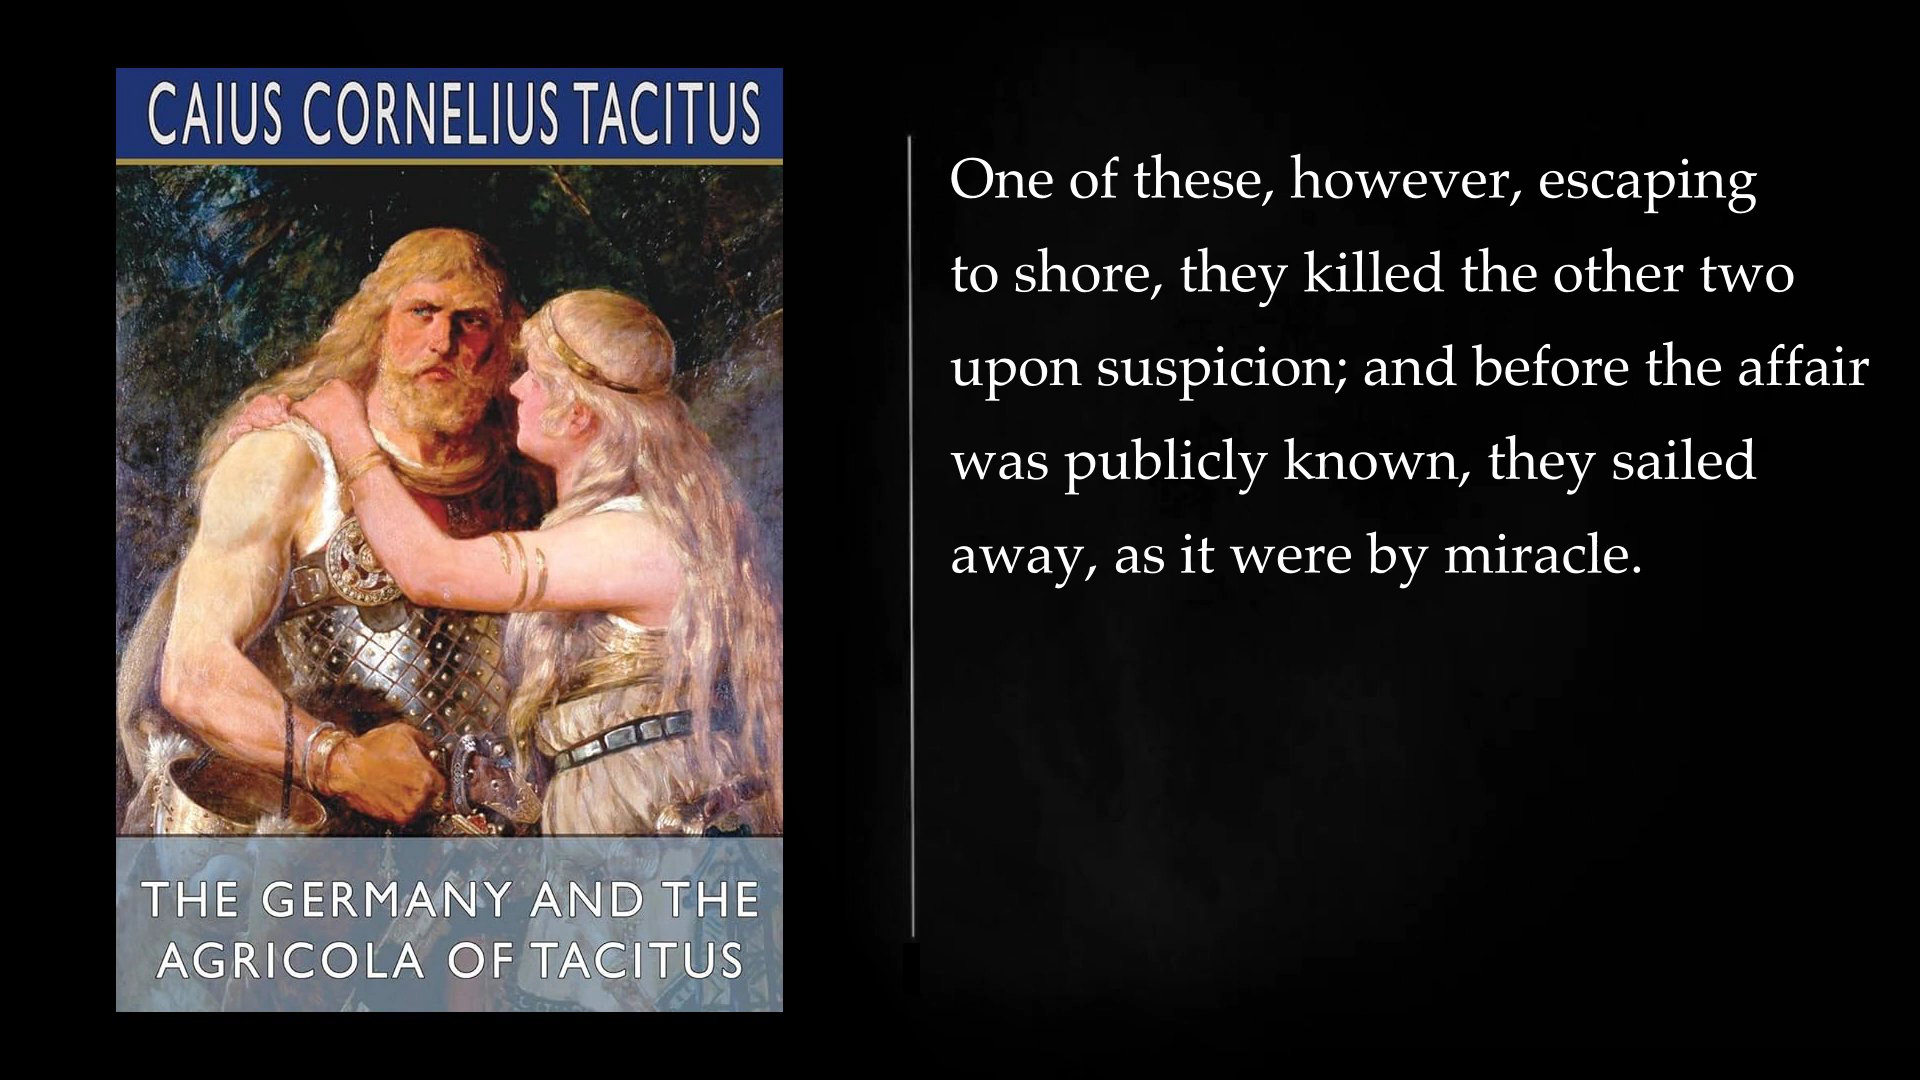 CAIUS CORNELIUS TACITUS
THE GERMANY AND THE
AGRICOLA OF TACITUS
One of these, however, escaping
to shore, they killed the other two
upon suspicion; and before the affair
was publicly known, they sailed
away, as it were by miracle.